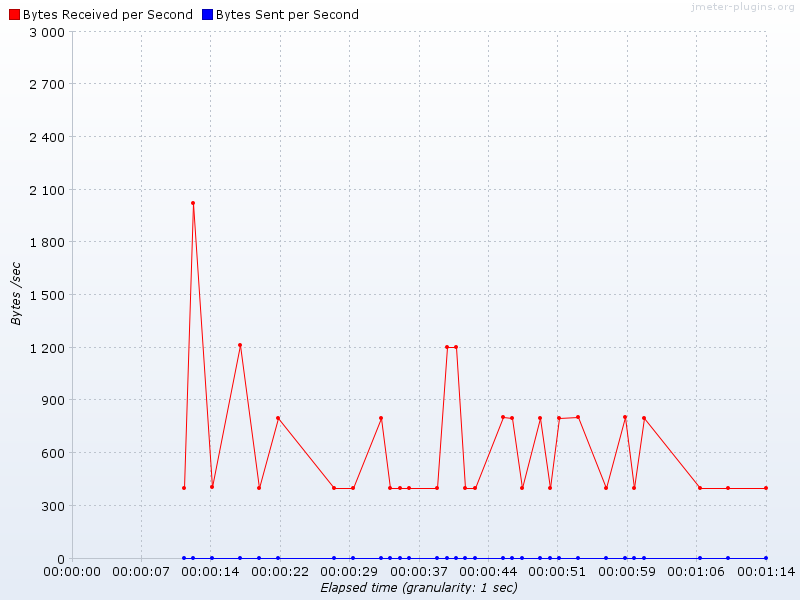 jmeter-plugins.org
Bytes Received per Second Bytes Sent per Second
3 000
2 700
2 400
2 100
1 800
1 500
1 200
900
600
300
0
Bytes /sec
00:00:00 00:00:07 00:00:14 00:00:22 00:00:29 00:00:37 00:00:44 00:00:51 00:00:59 00:01:06 00:01:14
Elapsed time (granularity: 1 sec)